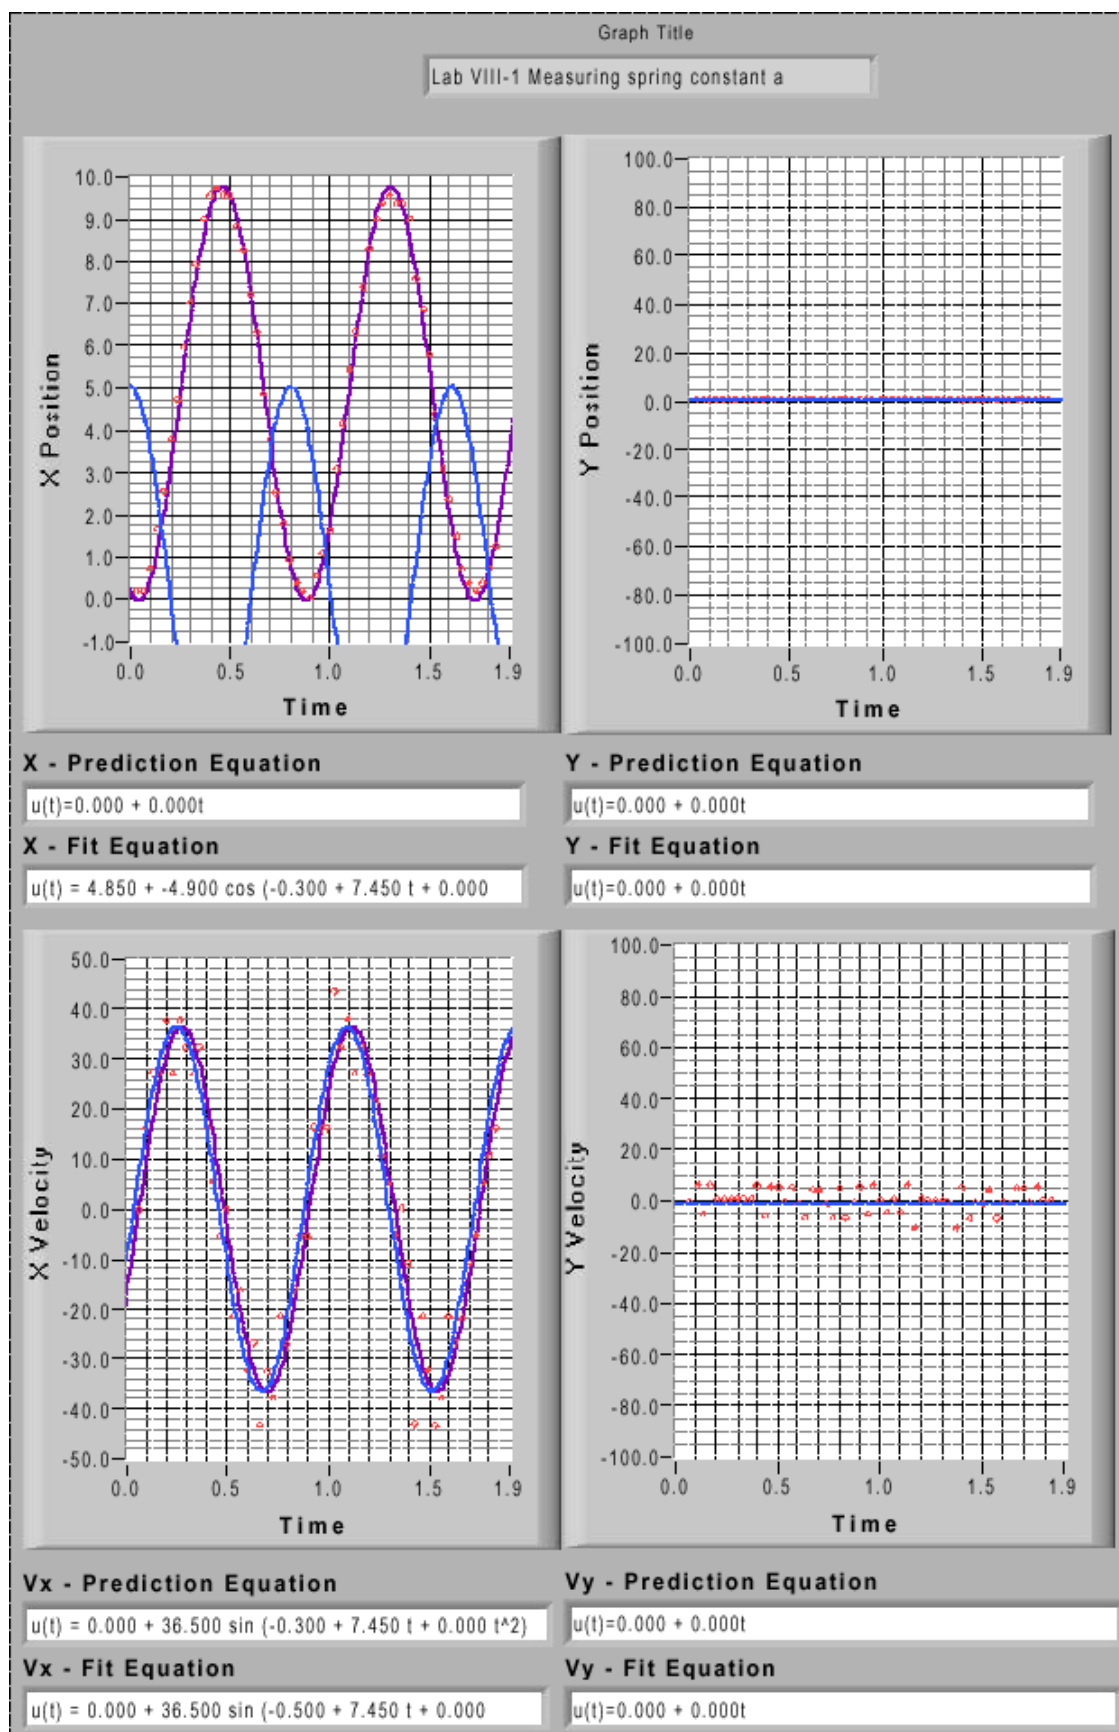 Graph Title
Lab VIII-1 Measuring spring constant a
10.0
9.0
8.0
7.0
6.0
5.0
4.0
3.0
2.0
1.0
0.0
-1.0
X Position
0.0 0.5 1.0 1.5 1.9
Time
100.0
80.0
60.0
40.0
20.0
0.0
-20.0
-40.0
-60.0
-80.0
-100.0
Y Position
0.0 0.5 1.0 1.5 1.9
Time
X - Prediction Equation
u(t)=0.000 + 0.000t
X - Fit Equation
u(t) = 4.850 + -4.900 cos (-0.300 + 7.450 t + 0.000
Y - Prediction Equation
u(t)=0.000 + 0.000t
Y - Fit Equation
u(t)=0.000 + 0.000t
50.0
40.0
30.0
20.0
10.0
0.0
-10.0
-20.0
-30.0
-40.0
-50.0
X Velocity
0.0 0.5 1.0 1.5 1.9
Time
100.0
80.0
60.0
40.0
20.0
0.0
-20.0
-40.0
-60.0
-80.0
-100.0
Y Velocity
0.0 0.5 1.0 1.5 1.9
Time
Vx - Prediction Equation
u(t) = 0.000 + 36.500 sin (-0.300 + 7.450 t + 0.000 t^2)
Vx - Fit Equation
u(t) = 0.000 + 36.500 sin (-0.500 + 7.450 t + 0.000
Vy - Prediction Equation
u(t)=0.000 + 0.000t
Vy - Fit Equation
u(t)=0.000 + 0.000t